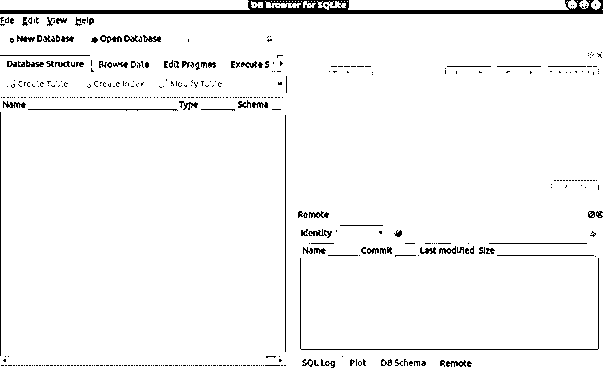 DB Browser for SQLite
File Edit View Help
New Database Open Database
Database Structure Browse Data Edit Pragmas Execute S
Create Table Create Index Modify Table
Name Type Schema
Remote
Identity
Name Commit Last modified Size
SQL Log Plot DB Schema Remote